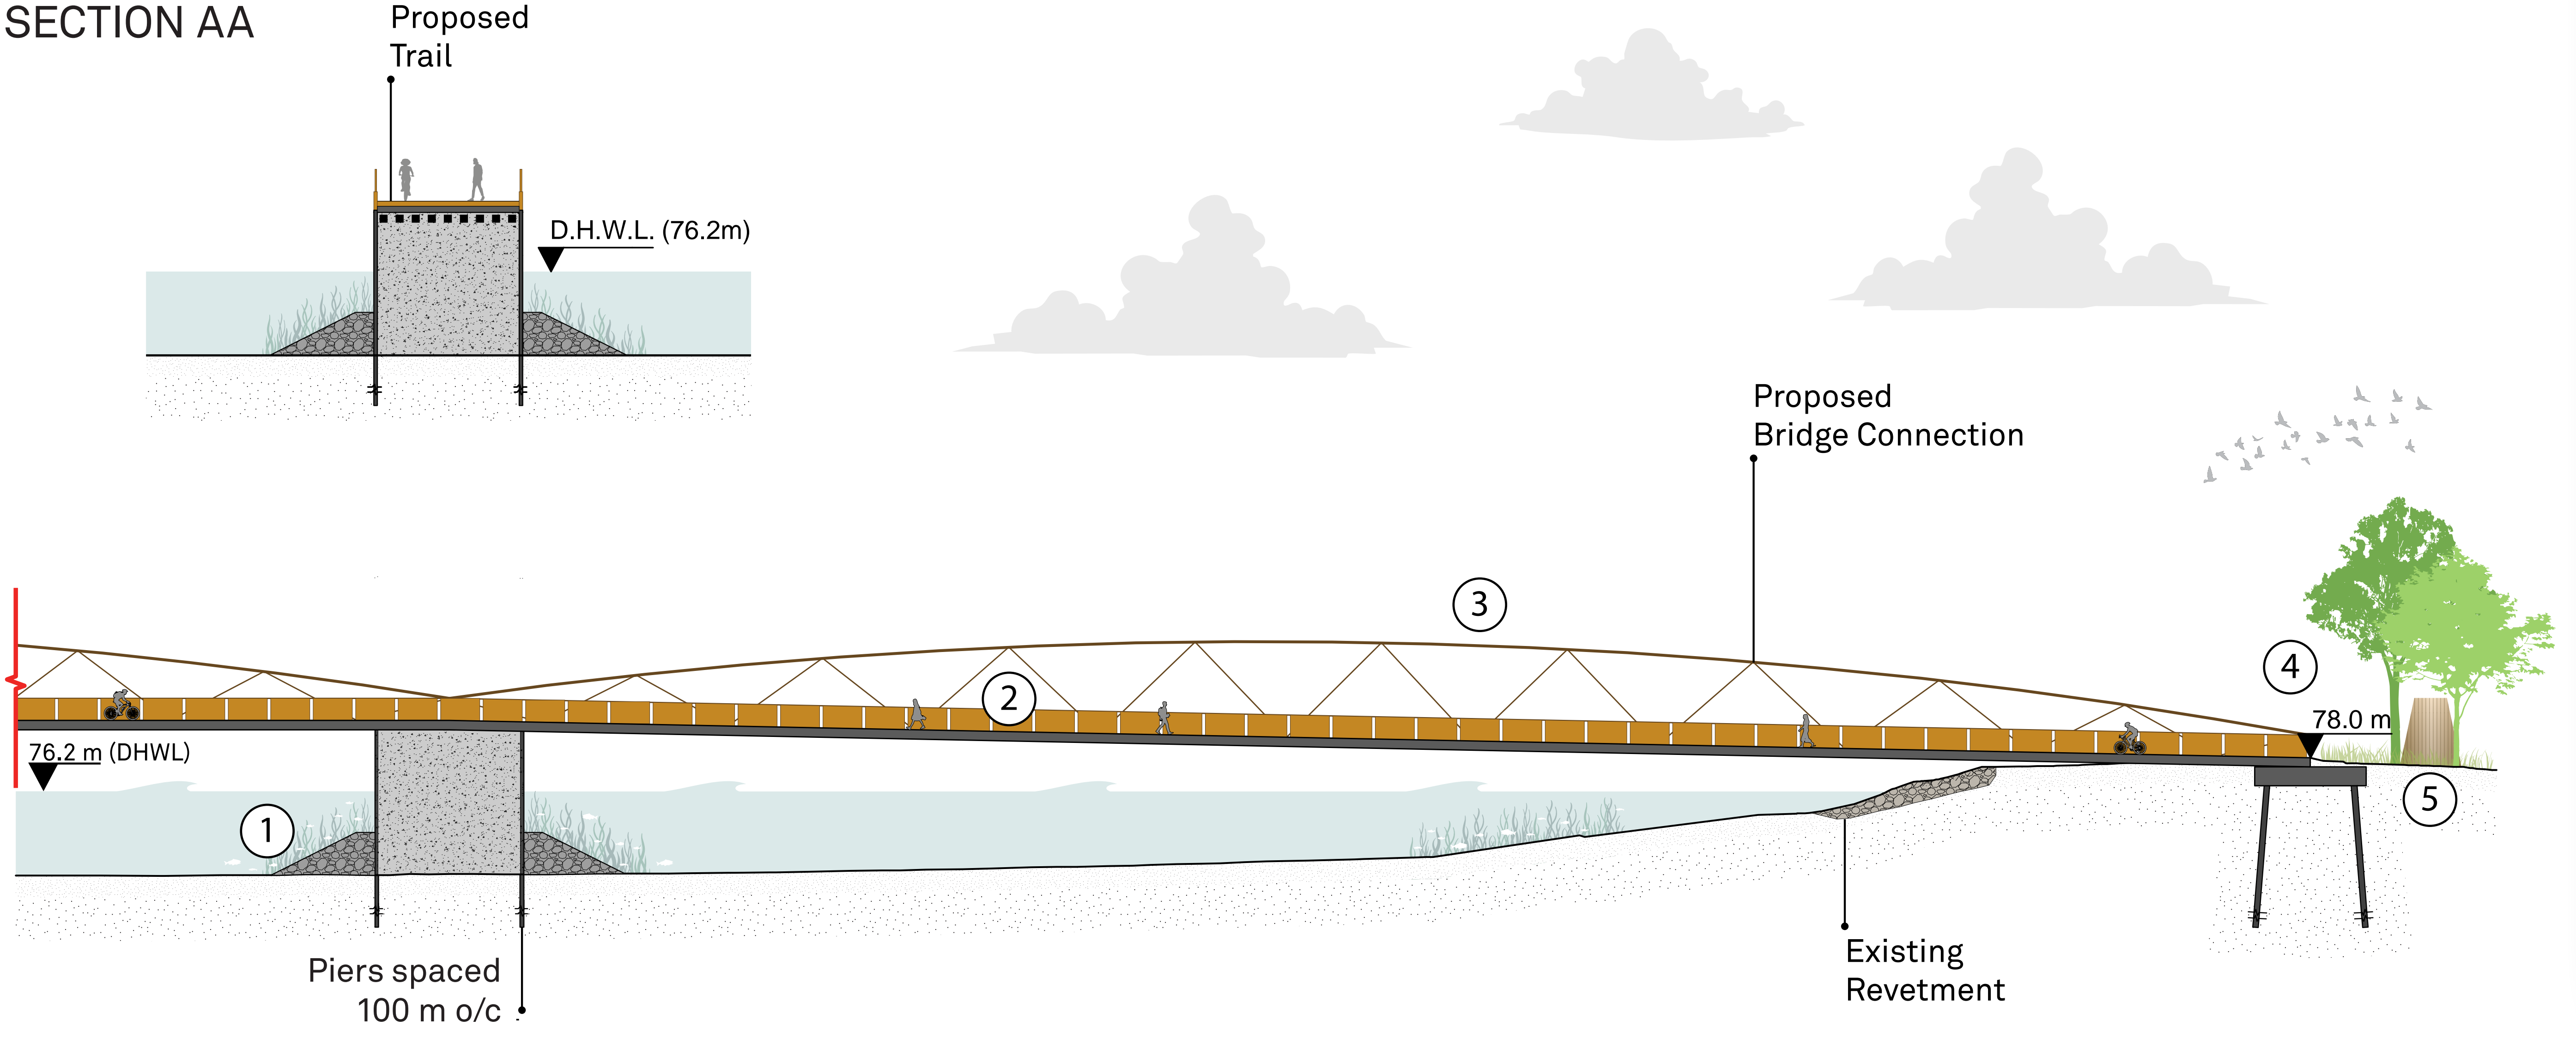 SECTION AA
Proposed
Trail
D.H.W.L. (76.2m)
Proposed
Bridge Connection
3
4
2
78.0 m
76.2 m (DHWL)
5
1
Existing
Revetment
Piers spaced
100 m o/c